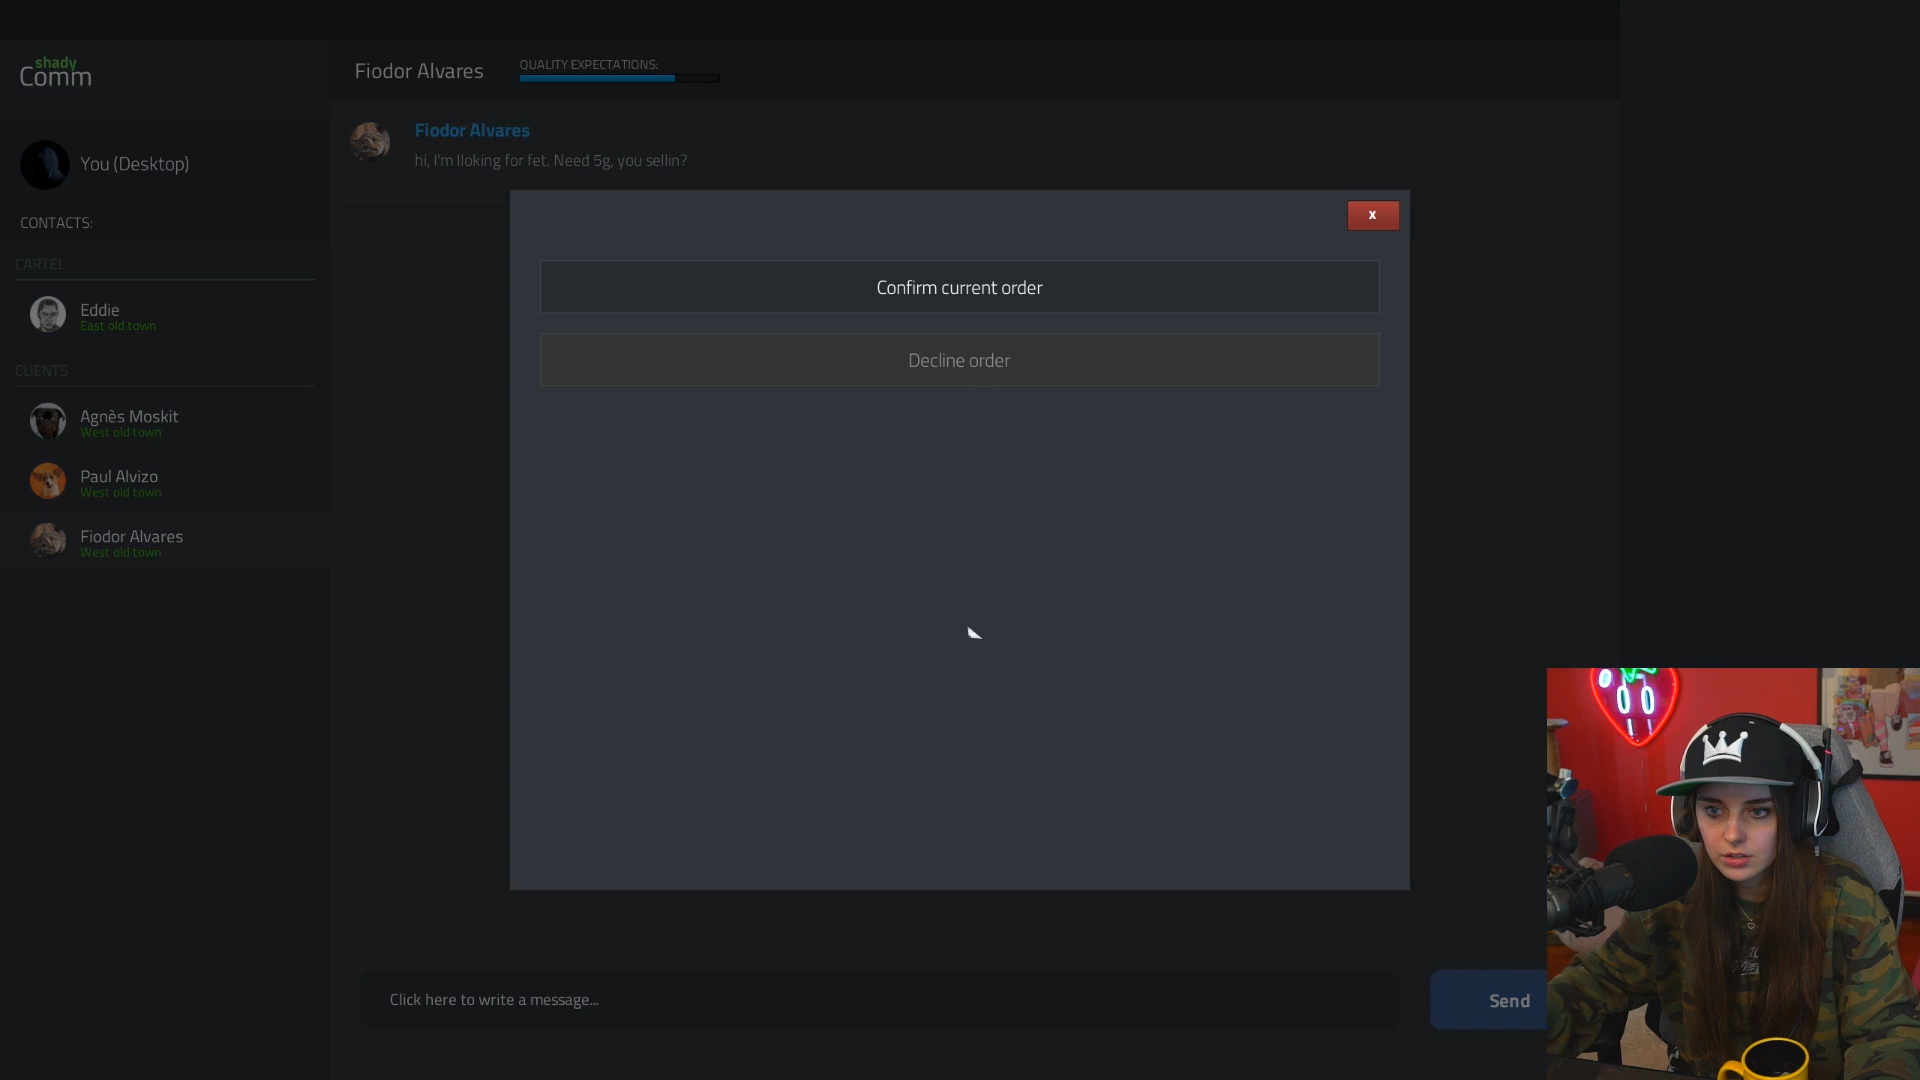 shady
Comm
You (Desktop)
CONTACTS:
CARTEL
Eddie
East old town
CLIENTS
Agnès Moskit
West old town
Paul Alvizo
West old town
Fiodor Alvares
West old town
Fiodor Alvares
QUALITY EXPECTATIONS:
Fiodor Alvares
hi, I'm lloking for fet. Need 5g, you sellin?
x
Confirm current order
Decline order
Click here to write a message...
Send